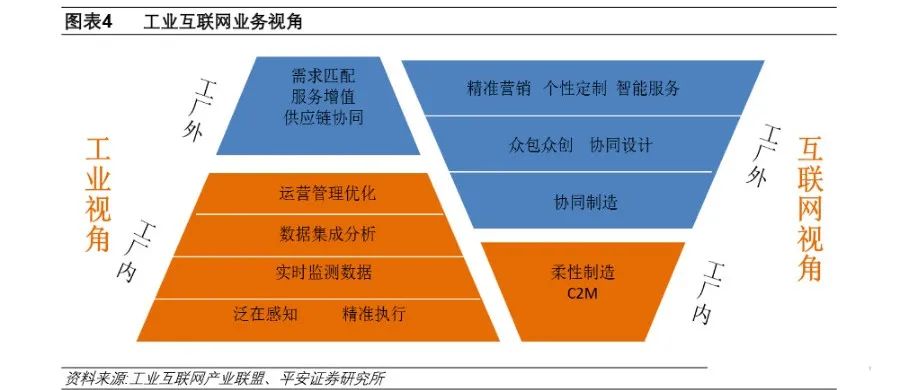 图表4 工业互联网业务视角
工业视角
工厂外
需求匹配
服务增值
供应链协同
工厂内
运营管理优化
数据集成分析
实时监测数据
泛在感知 精准执行
精准营销 个性定制 智能服务
众包众创 协同设计
协同制造
工厂外
柔性制造
C2M
工厂内
互联网视角
资料来源:工业互联网产业联盟、平安证券研究所